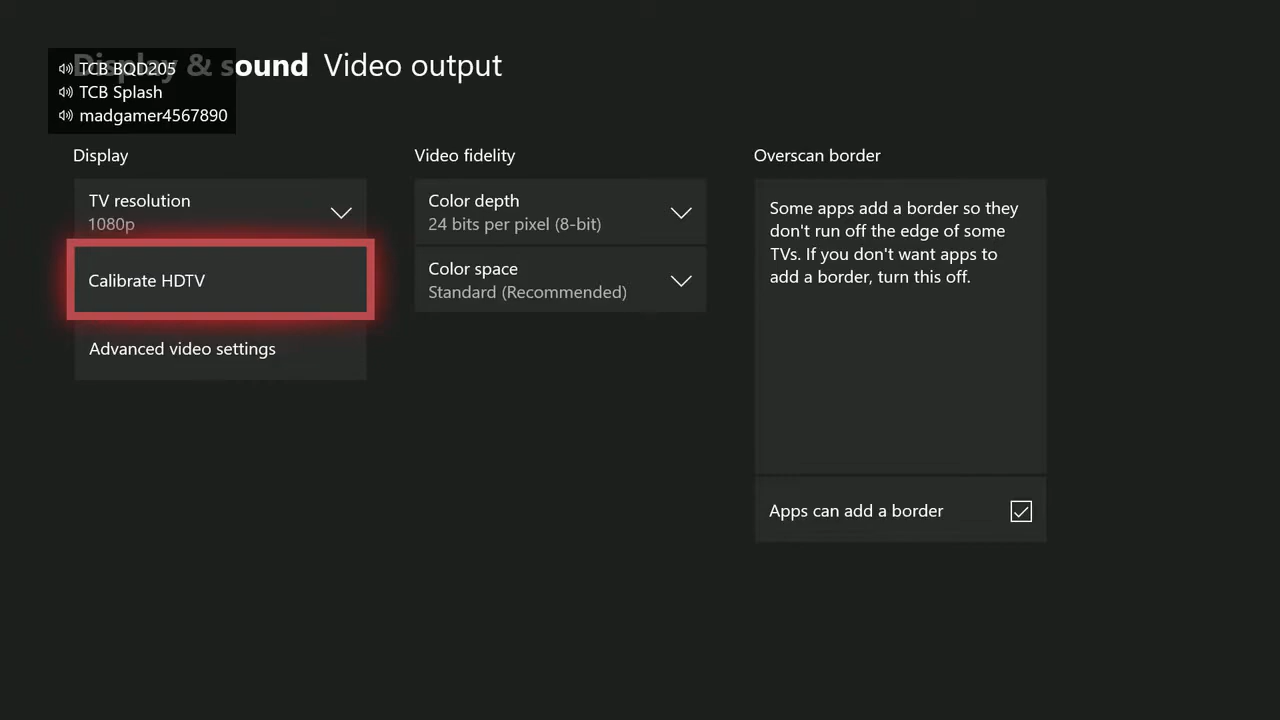 Display & sound Video output
TCB BQD205
TCB Splash
madgamer4567890
Display
TV resolution
1080p
Calibrate HDTV
Advanced video settings
Video fidelity
Color depth
24 bits per pixel (8-bit)
Color space
Standard (Recommended)
Overscan border
Some apps add a border so they
don't run off the edge of some
TVs. If you don't want apps to
add a border, turn this off.
Apps can add a border